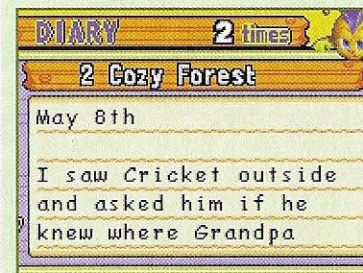 DIARY 2 times
2 Cozy Forest
May 8th
I saw Cricket outside
and asked him if he
knew where Grandpa